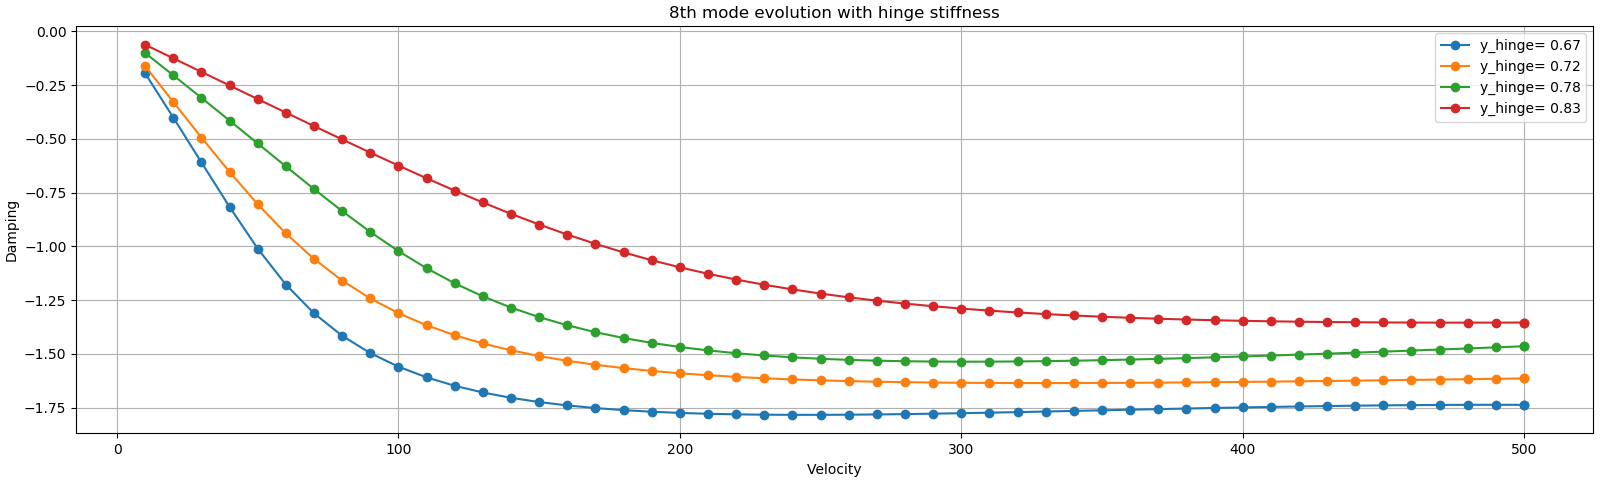 8th mode evolution with hinge stiffness
0.00
−0.25
−0.50
−0.75
−1.00
−1.25
−1.50
−1.75
Damping
y_hinge= 0.67
y_hinge= 0.72
y_hinge= 0.78
y_hinge= 0.83
0 100 200 300 400 500
Velocity